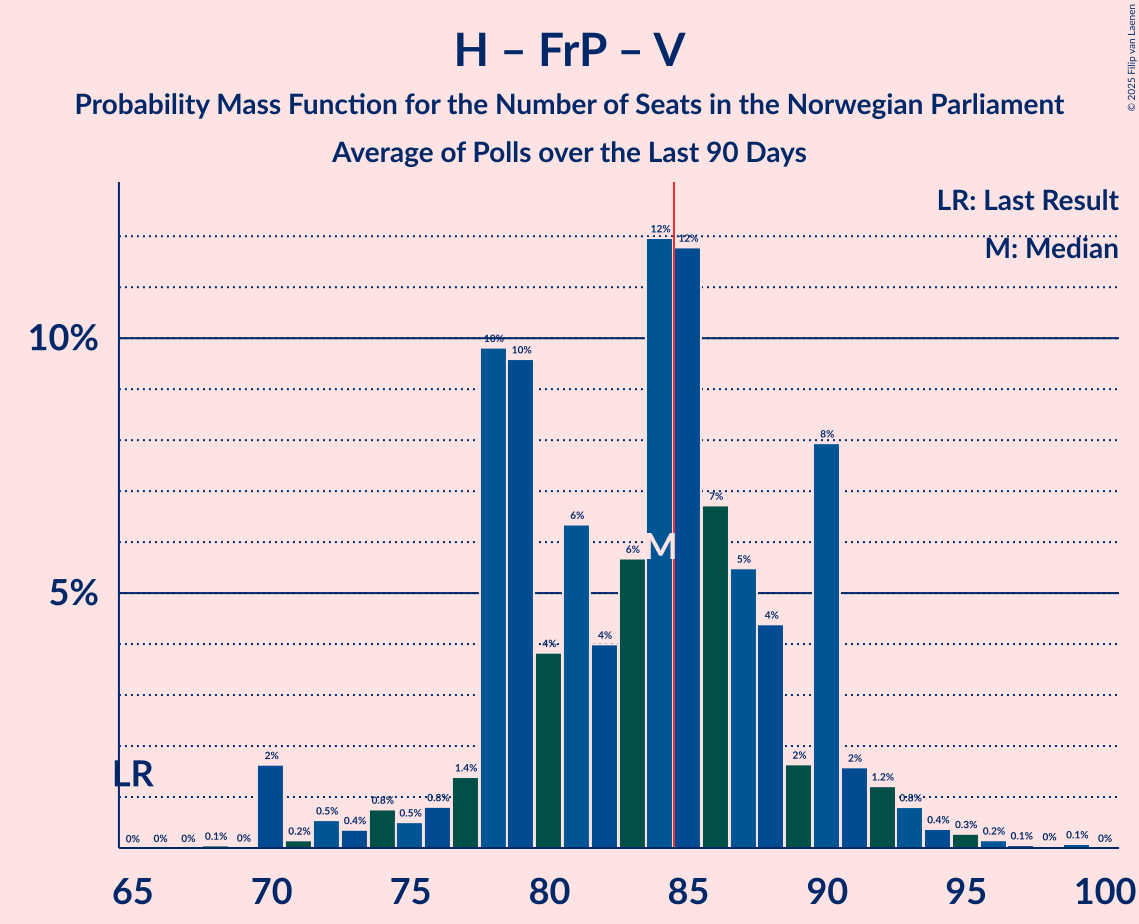 H – FrP – V
Probability Mass Function for the Number of Seats in the Norwegian Parliament
Average of Polls over the Last 90 Days
© 2025 Filip van Laenen
LR: Last Result
M: Median
10%
5%
LR
M
0% 0% 0% 0.1% 0% 2% 0.2% 0.5% 0.4% 0.8% 0.5% 0.8% 1.4% 10% 10% 4% 6% 4% 6% 12% 12% 7% 5% 4% 2% 8% 2% 1.2% 0.8% 0.4% 0.3% 0.2% 0.1% 0% 0.1% 0%
65 70 75 80 85 90 95 100